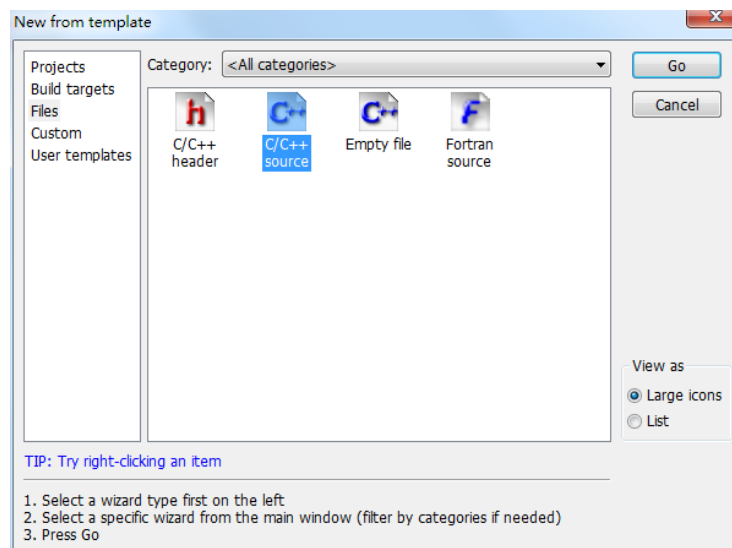 New from template
Projects
Build targets
Files
Custom
User templates
Category: <All categories>
Go
Cancel
h
C/C++
header
C++
C/C++
source
C++
Empty file
F
Fortran
source
View as
Large icons
List
TIP: Try right-clicking an item
1. Select a wizard type first on the left
2. Select a specific wizard from the main window (filter by categories if needed)
3. Press Go